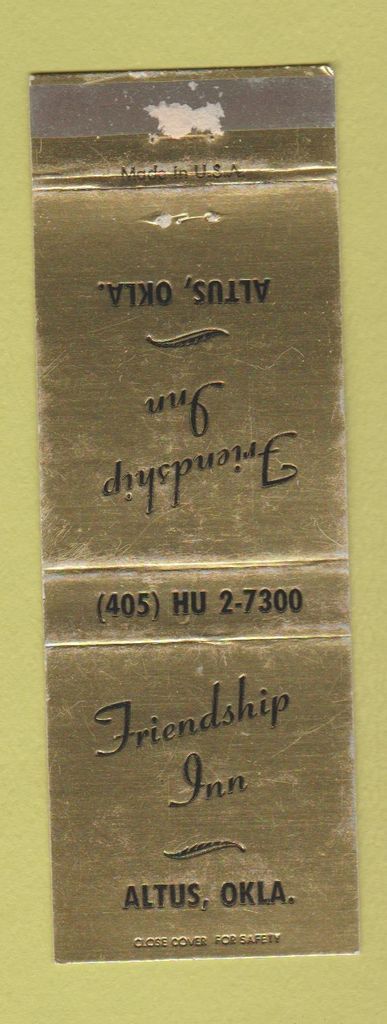 Made in U.S.A.
ALTUS, OKLA.
Friendship
Inn
(405) HU 2-7300
Friendship
Inn
ALTUS, OKLA.
CLOSE COVER FOR SAFETY